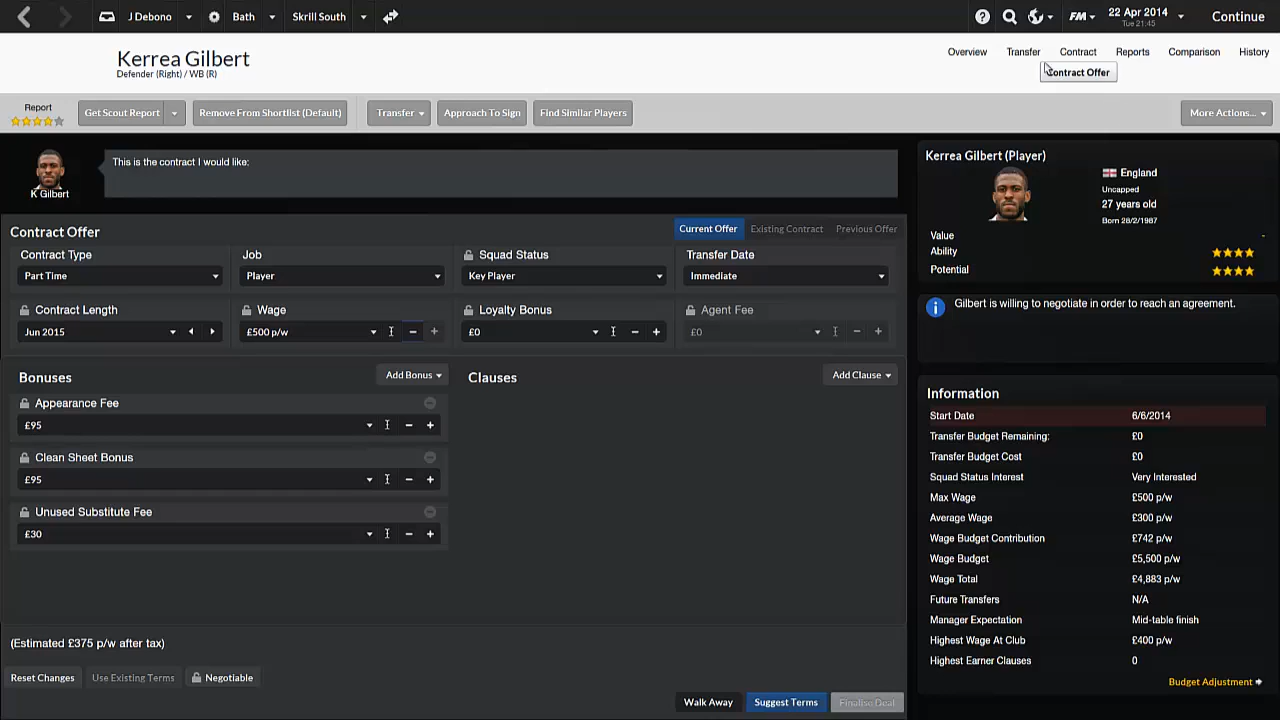 J Debono
Bath
Skrill South
FM
22 Apr 2014
Tue 21:45
Continue
Kerrea Gilbert
Defender (Right) / WB (R)
Overview Transfer Contract Reports Comparison History
Contract Offer
Report
Get Scout Report
Remove From Shortlist (Default)
Transfer
Approach To Sign
Find Similar Players
More Actions...
K Gilbert
This is the contract I would like:
Kerrea Gilbert (Player)
England
Uncapped
27 years old
Born 28/2/1987
Value -
Ability
Potential
Contract Offer
Current Offer Existing Contract Previous Offer
Contract Type Job Squad Status Transfer Date
Part Time Player Key Player Immediate
Contract Length Wage Loyalty Bonus Agent Fee
Jun 2015 £500 p/w £0 £0
Gilbert is willing to negotiate in order to reach an agreement.
Bonuses
Add Bonus
Clauses
Add Clause
Appearance Fee
£95
Clean Sheet Bonus
£95
Unused Substitute Fee
£30
Information
Start Date 6/6/2014
Transfer Budget Remaining: £0
Transfer Budget Cost £0
Squad Status Interest Very Interested
Max Wage £500 p/w
Average Wage £300 p/w
Wage Budget Contribution £742 p/w
Wage Budget £5,500 p/w
Wage Total £4,883 p/w
Future Transfers N/A
Manager Expectation Mid-table finish
Highest Wage At Club £400 p/w
Highest Earner Clauses 0
Budget Adjustment
(Estimated £375 p/w after tax)
Reset Changes Use Existing Terms Negotiable
Walk Away Suggest Terms Finalise Deal